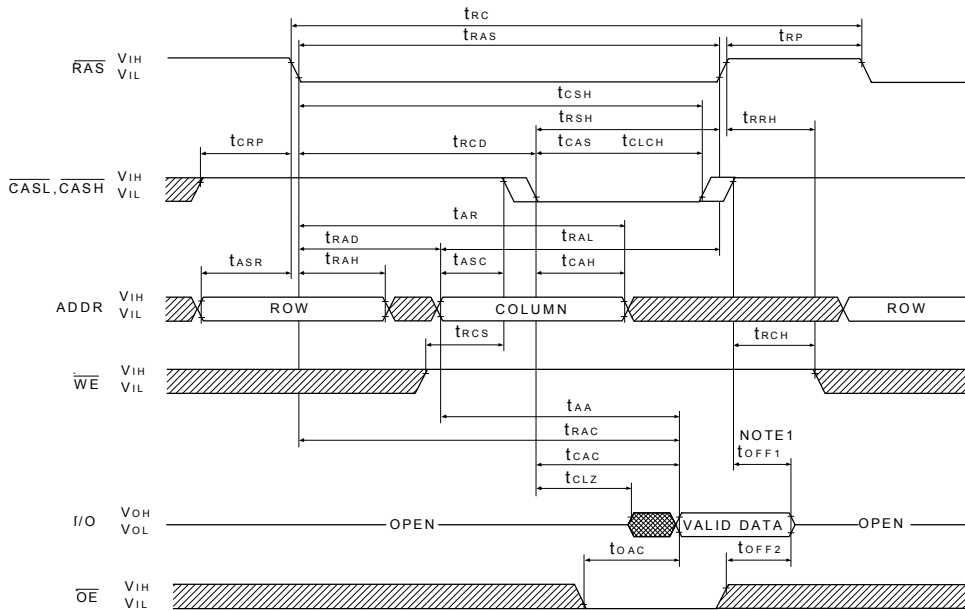 tRC
tRAS tRP
RAS VIH
VIL
tCSH
tRSH tRRH
tCRP tRCD tCAS tCLCH
CASL,CASH VIH
VIL
tAR
tRAD tRAL
tASR tRAH tASC tCAH
ADDR VIH
VIL
ROW COLUMN ROW
tRCS tRCH
WE VIH
VIL
tAA
tRAC NOTE1
tCAC tOFF1
tCLZ
I/O VOH
VOL
OPEN VALID DATA OPEN
tOAC tOFF2
OE VIH
VIL